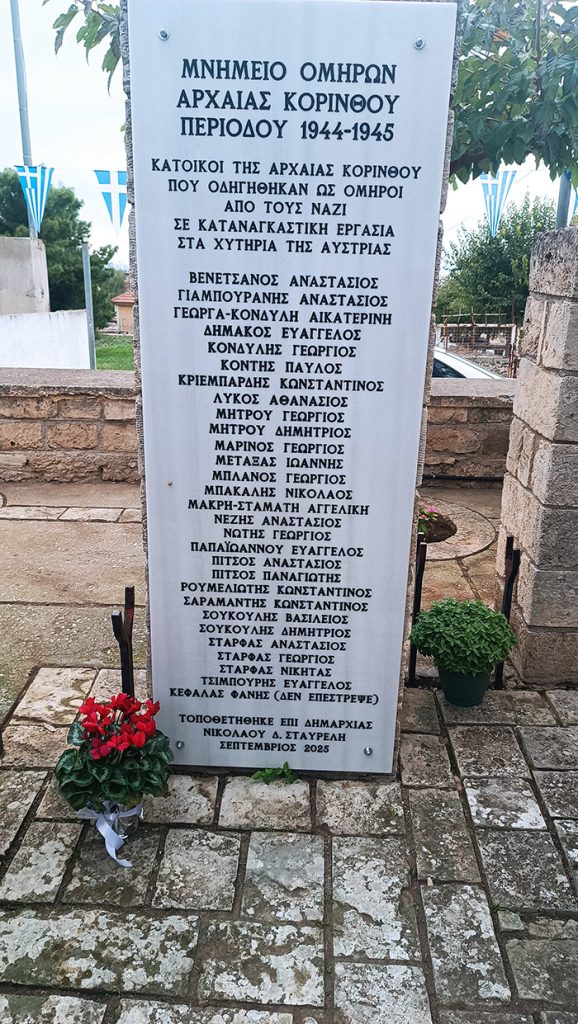 ΜΝΗΜΕΙΟ ΟΜΗΡΩΝ
ΑΡΧΑΙΑΣ ΚΟΡΙΝΘΟΥ
ΠΕΡΙΟΔΟΥ 1944-1945
ΚΑΤΟΙΚΟΙ ΤΗΣ ΑΡΧΑΙΑΣ ΚΟΡΙΝΘΟΥ
ΠΟΥ ΟΔΗΓΗΘΗΚΑΝ ΩΣ ΟΜΗΡΟΙ
ΑΠΟ ΤΟΥΣ ΝΑΖΙ
ΣΕ ΚΑΤΑΝΑΓΚΑΣΤΙΚΗ ΕΡΓΑΣΙΑ
ΣΤΑ ΧΥΤΗΡΙΑ ΤΗΣ ΑΥΣΤΡΙΑΣ
ΒΕΝΕΤΣΑΝΟΣ ΑΝΑΣΤΑΣΙΟΣ
ΓΙΑΜΠΟΥΡΑΝΗΣ ΑΝΑΣΤΑΣΙΟΣ
ΓΕΩΡΓΑ-ΚΟΝΔΥΛΗ ΑΙΚΑΤΕΡΙΝΗ
ΔΗΜΑΚΟΣ ΕΥΑΓΓΕΛΟΣ
ΚΟΝΔΥΛΗΣ ΓΕΩΡΓΙΟΣ
ΚΟΝΤΗΣ ΠΑΥΛΟΣ
ΚΡΙΕΜΠΑΡΔΗΣ ΚΩΝΣΤΑΝΤΙΝΟΣ
ΛΥΚΟΣ ΑΘΑΝΑΣΙΟΣ
ΜΗΤΡΟΥ ΓΕΩΡΓΙΟΣ
ΜΗΤΡΟΥ ΔΗΜΗΤΡΙΟΣ
ΜΑΡΙΝΟΣ ΓΕΩΡΓΙΟΣ
ΜΕΤΑΞΑΣ ΙΩΑΝΝΗΣ
ΜΠΛΑΝΟΣ ΓΕΩΡΓΙΟΣ
ΜΠΑΚΑΛΗΣ ΝΙΚΟΛΑΟΣ
ΜΑΚΡΗ-ΣΤΑΜΑΤΗ ΑΓΓΕΛΙΚΗ
ΝΕΖΗΣ ΑΝΑΣΤΑΣΙΟΣ
ΝΩΤΗΣ ΓΕΩΡΓΙΟΣ
ΠΑΠΑΪΩΑΝΝΟΥ ΕΥΑΓΓΕΛΟΣ
ΠΙΤΣΟΣ ΑΝΑΣΤΑΣΙΟΣ
ΠΙΤΣΟΣ ΠΑΝΑΓΙΩΤΗΣ
ΡΟΥΜΕΛΙΩΤΗΣ ΚΩΝΣΤΑΝΤΙΝΟΣ
ΣΑΡΑΜΑΝΤΗΣ ΚΩΝΣΤΑΝΤΙΝΟΣ
ΣΟΥΚΟΥΛΗΣ ΒΑΣΙΛΕΙΟΣ
ΣΟΥΚΟΥΛΗΣ ΔΗΜΗΤΡΙΟΣ
ΣΤΑΡΦΑΣ ΑΝΑΣΤΑΣΙΟΣ
ΣΤΑΡΦΑΣ ΓΕΩΡΓΙΟΣ
ΣΤΑΡΦΑΣ ΝΙΚΗΤΑΣ
ΤΣΙΜΠΟΥΡΗΣ ΕΥΑΓΓΕΛΟΣ
ΚΕΦΑΛΑΣ ΦΑΝΗΣ (ΔΕΝ ΕΠΕΣΤΡΕΨΕ)
ΤΟΠΟΘΕΤΗΘΗΚΕ ΕΠΙ ΔΗΜΑΡΧΙΑΣ
ΝΙΚΟΛΑΟΥ Δ. ΣΤΑΥΡΕΛΗ
ΣΕΠΤΕΜΒΡΙΟΣ 2025